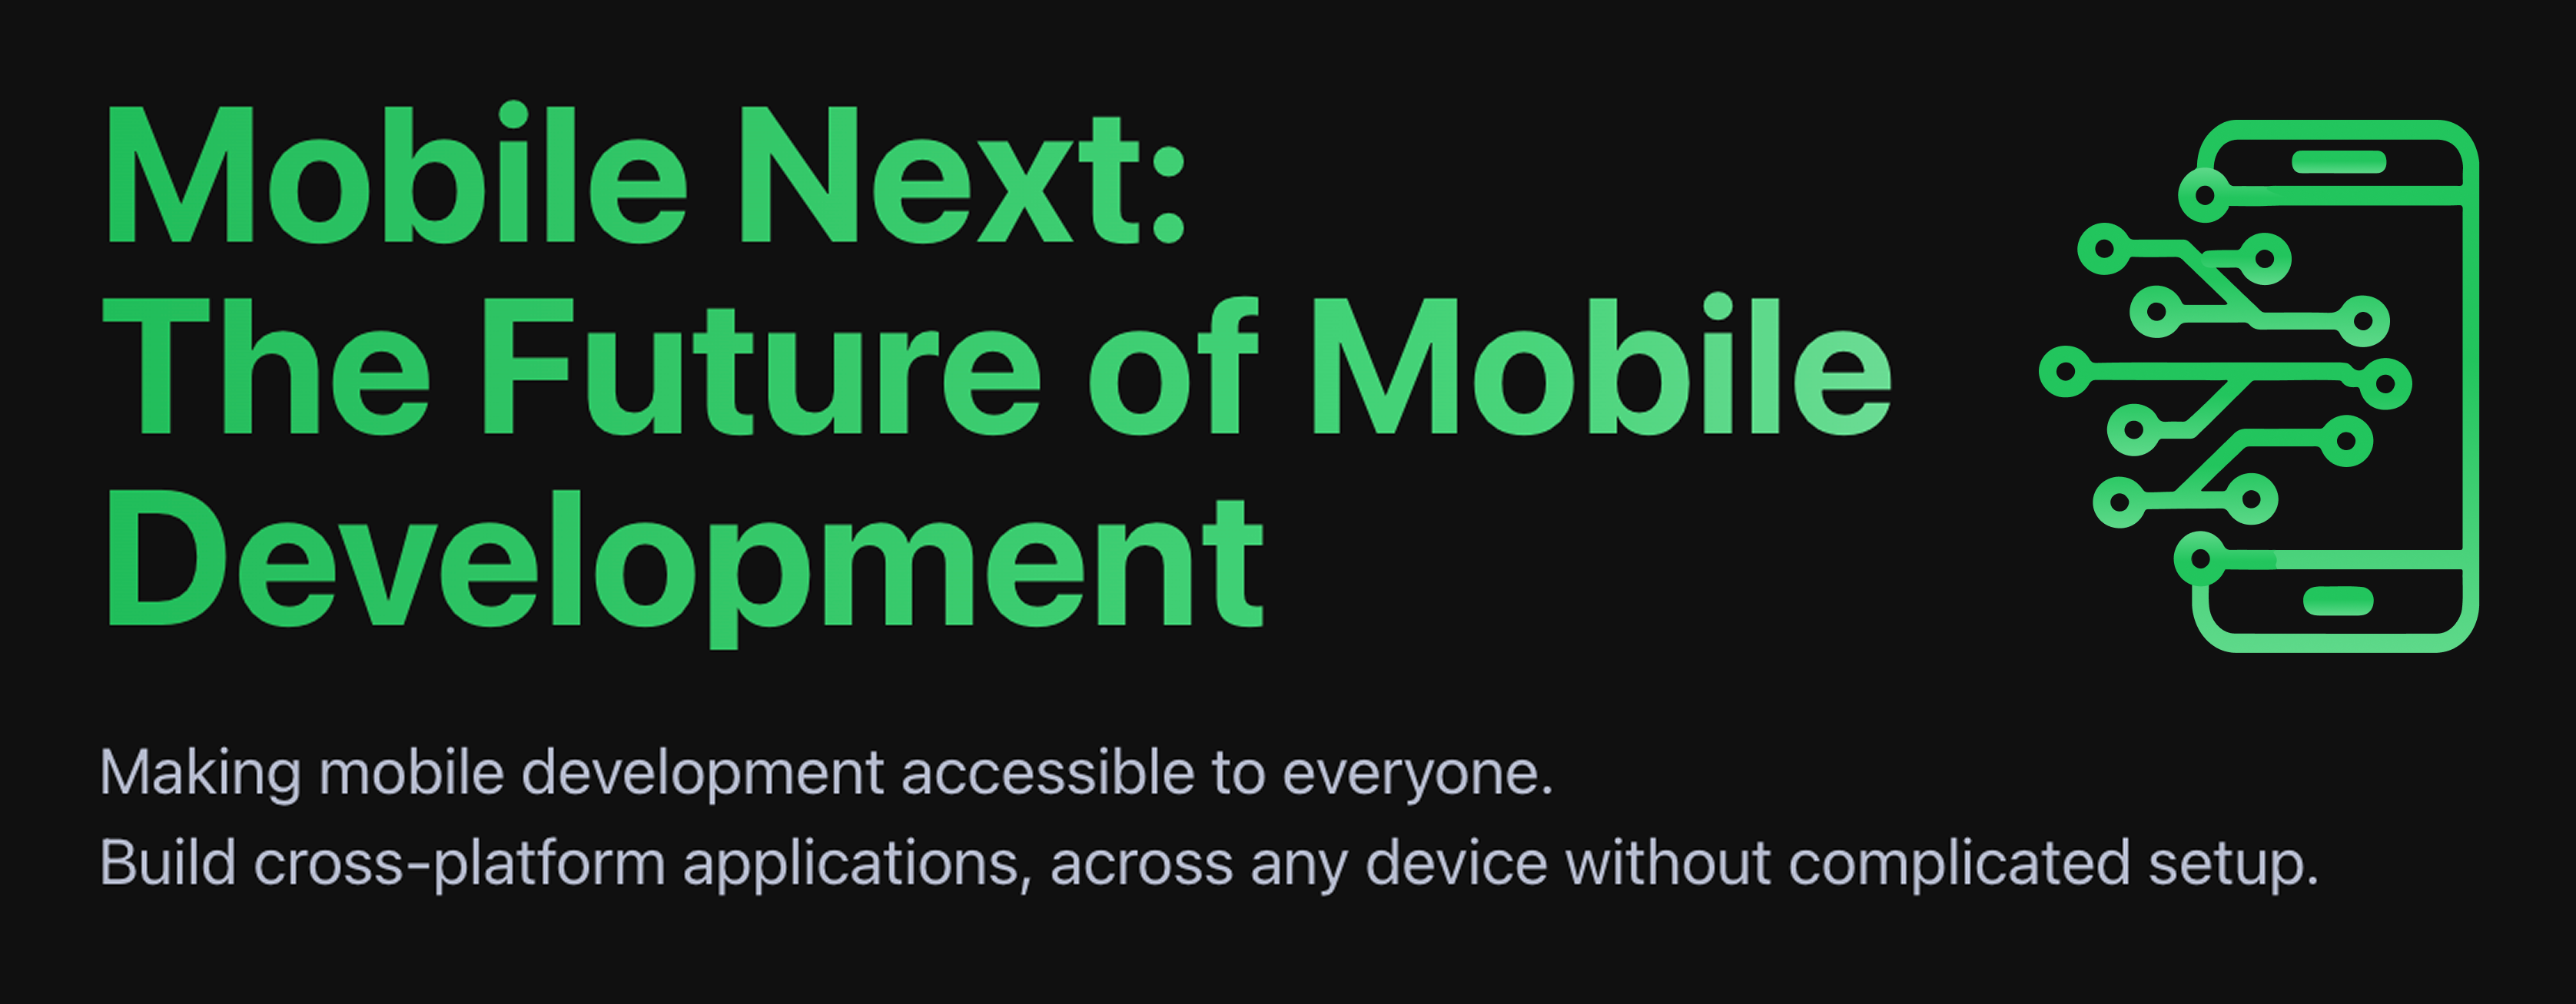 Mobile Next:
The Future of Mobile
Development
Making mobile development accessible to everyone.
Build cross-platform applications, across any device without complicated setup.